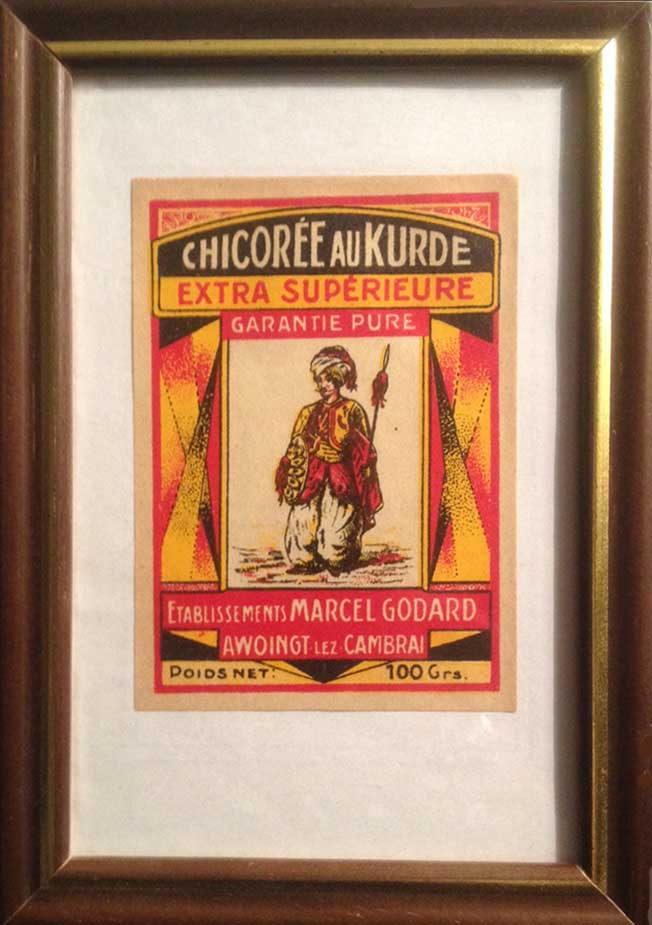 CHICORÉE AU KURDE
EXTRA SUPÉRIEURE
GARANTIE PURE
ETABLISSEMENTS MARCEL GODARD
AWOINGT-LEZ-CAMBRAI
POIDS NET: 100 Grs.